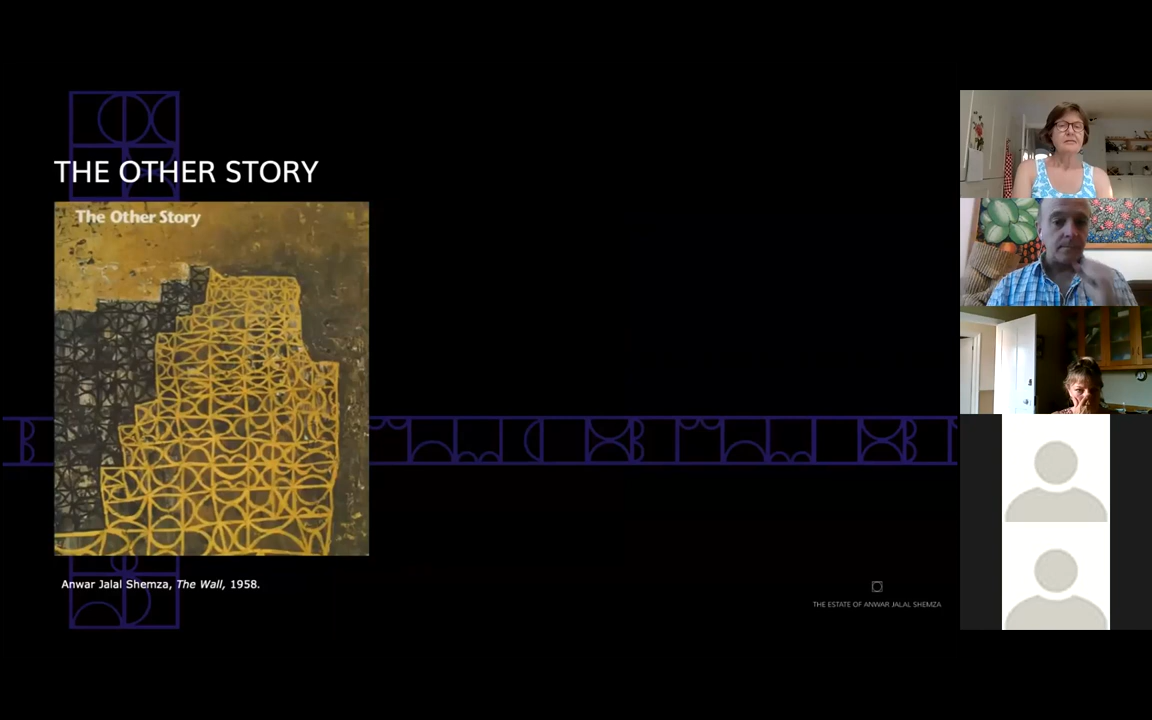 THE OTHER STORY
The Other Story
Anwar Jalal Shemza, The Wall, 1958.
THE ESTATE OF ANWAR JALAL SHEMZA